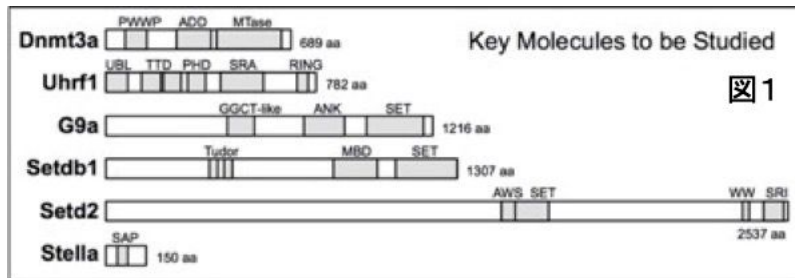 Key Molecules to be Studied
図1
PWWP ADD MTase
Dnmt3a 689 aa
UBL TTD PHD SRA RING
Uhrf1 782 aa
GGCT-like ANK SET
G9a 1216 aa
Tudor MBD SET
Setdb1 1307 aa
AWS SET WW SRI
Setd2 2537 aa
SAP
Stella 150 aa